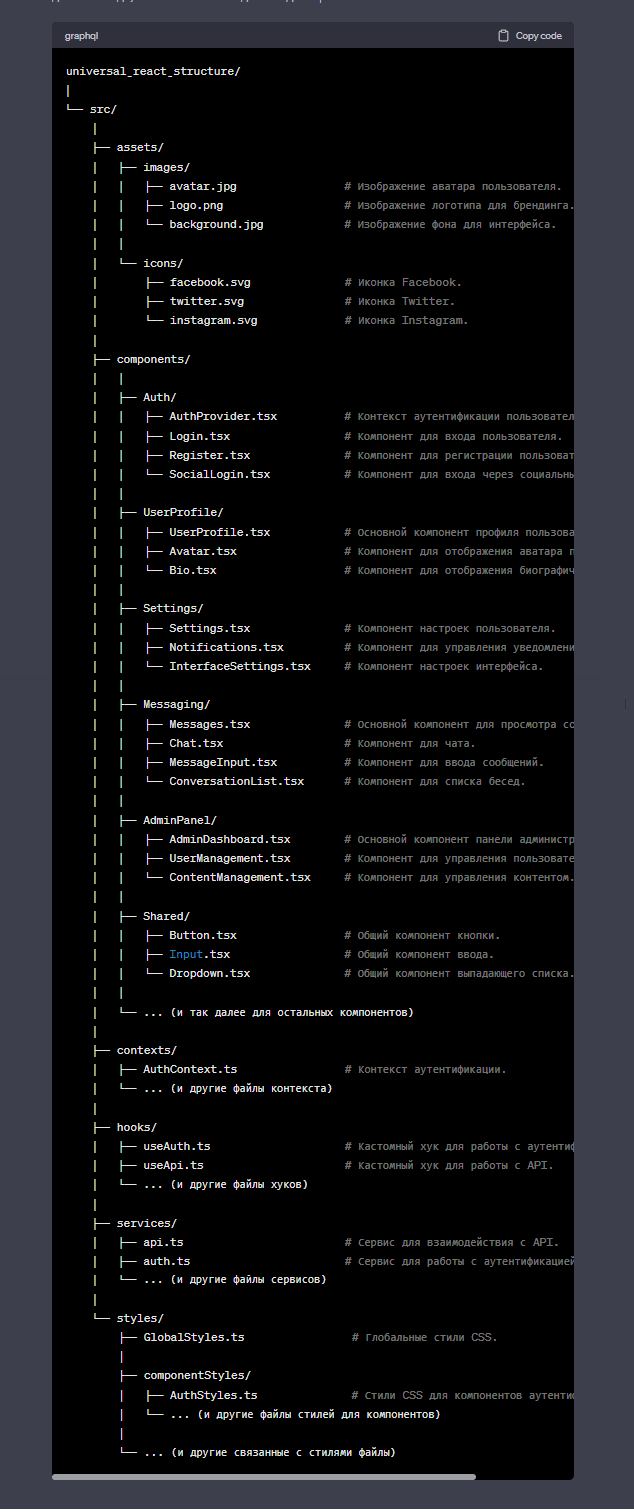 graphql
Copy code
universal_react_structure/
|
└── src/
|
├── assets/
| ├── images/
| | ├── avatar.jpg # Изображение аватара пользователя.
| | ├── logo.png # Изображение логотипа для брендинга.
| | └── background.jpg # Изображение фона для интерфейса.
| |
| └── icons/
| ├── facebook.svg # Иконка Facebook.
| ├── twitter.svg # Иконка Twitter.
| └── instagram.svg # Иконка Instagram.
|
├── components/
| |
| ├── Auth/
| | ├── AuthProvider.tsx # Контекст аутентификации пользовател
| | ├── Login.tsx # Компонент для входа пользователя.
| | ├── Register.tsx # Компонент для регистрации пользоват
| | └── SocialLogin.tsx # Компонент для входа через социальны
| |
| ├── UserProfile/
| | ├── UserProfile.tsx # Основной компонент профиля пользова
| | ├── Avatar.tsx # Компонент для отображения аватара п
| | └── Bio.tsx # Компонент для отображения биографич
| |
| ├── Settings/
| | ├── Settings.tsx # Компонент настроек пользователя.
| | ├── Notifications.tsx # Компонент для управления уведомлени
| | └── InterfaceSettings.tsx # Компонент настроек интерфейса.
| |
| ├── Messaging/
| | ├── Messages.tsx # Основной компонент для просмотра со
| | ├── Chat.tsx # Компонент для чата.
| | ├── MessageInput.tsx # Компонент для ввода сообщений.
| | └── ConversationList.tsx # Компонент для списка бесед.
| |
| ├── AdminPanel/
| | ├── AdminDashboard.tsx # Основной компонент панели администр
| | ├── UserManagement.tsx # Компонент для управления пользовате
| | └── ContentManagement.tsx # Компонент для управления контентом.
| |
| ├── Shared/
| | ├── Button.tsx # Общий компонент кнопки.
| | ├── Input.tsx # Общий компонент ввода.
| | └── Dropdown.tsx # Общий компонент выпадающего списка.
| |
| └── ... (и так далее для остальных компонентов)
|
├── contexts/
| ├── AuthContext.ts # Контекст аутентификации.
| └── ... (и другие файлы контекста)
|
├── hooks/
| ├── useAuth.ts # Кастомный хук для работы с аутентиф
| ├── useApi.ts # Кастомный хук для работы с API.
| └── ... (и другие файлы хуков)
|
├── services/
| ├── api.ts # Сервис для взаимодействия с API.
| ├── auth.ts # Сервис для работы с аутентификацией
| └── ... (и другие файлы сервисов)
|
└── styles/
├── GlobalStyles.ts # Глобальные стили CSS.
|
├── componentStyles/
| ├── AuthStyles.ts # Стили CSS для компонентов аутентиф
| └── ... (и другие файлы стилей для компонентов)
|
└── ... (и другие связанные с стилями файлы)